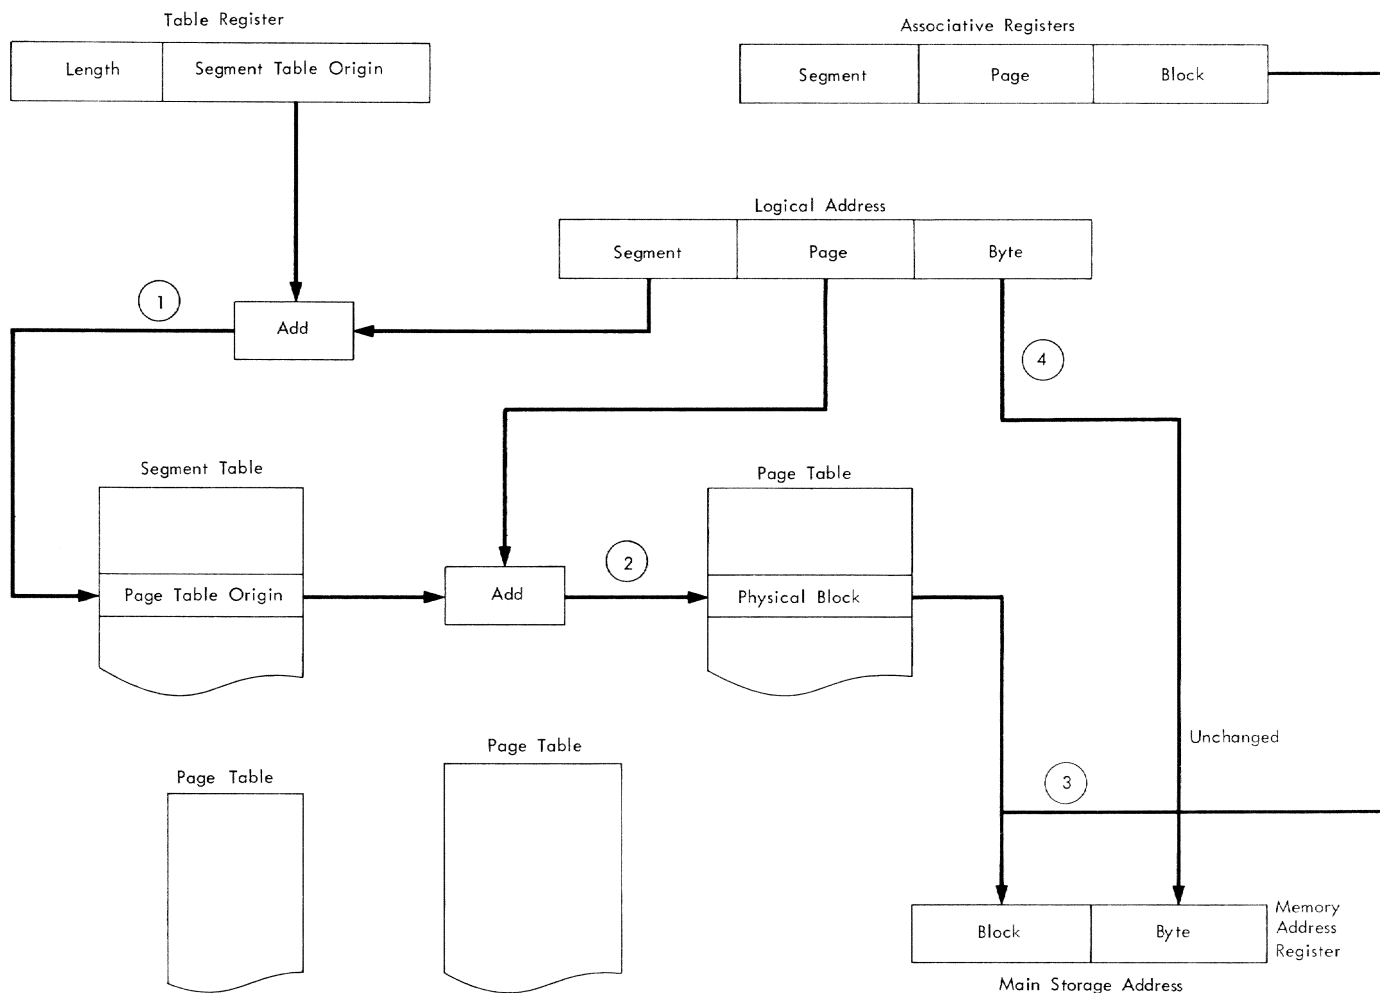 Table Register
Length
Segment Table Origin
Associative Registers
Segment
Page
Block
Logical Address
Segment
Page
Byte
1
Add
4
Segment Table
Page Table Origin
Add
2
Page Table
Physical Block
Unchanged
Page Table
Page Table
3
Block
Byte
Memory
Address
Register
Main Storage Address